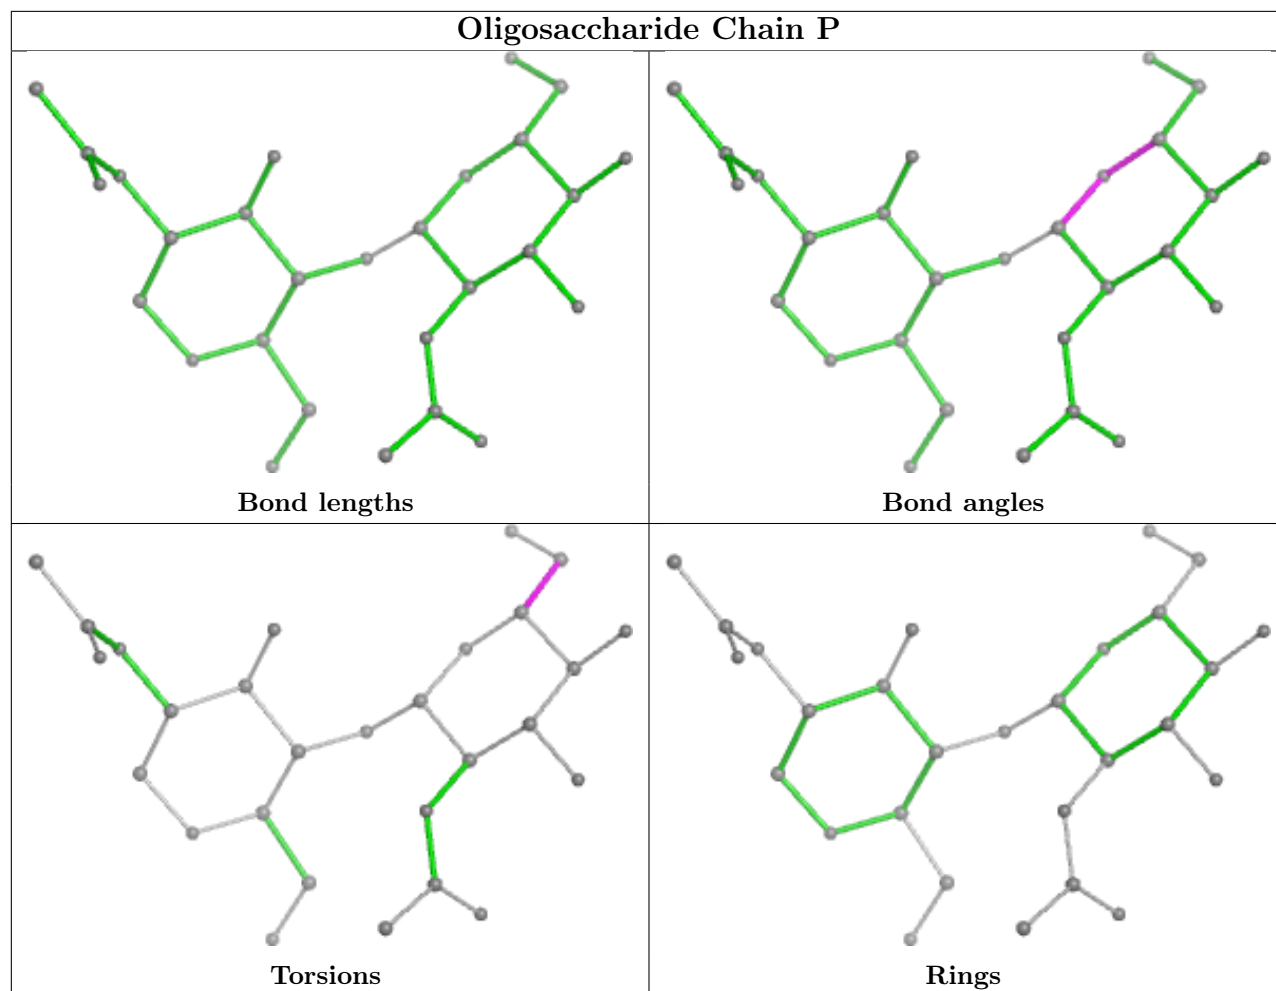 Oligosaccharide Chain P
Bond lengths
Bond angles
Torsions
Rings